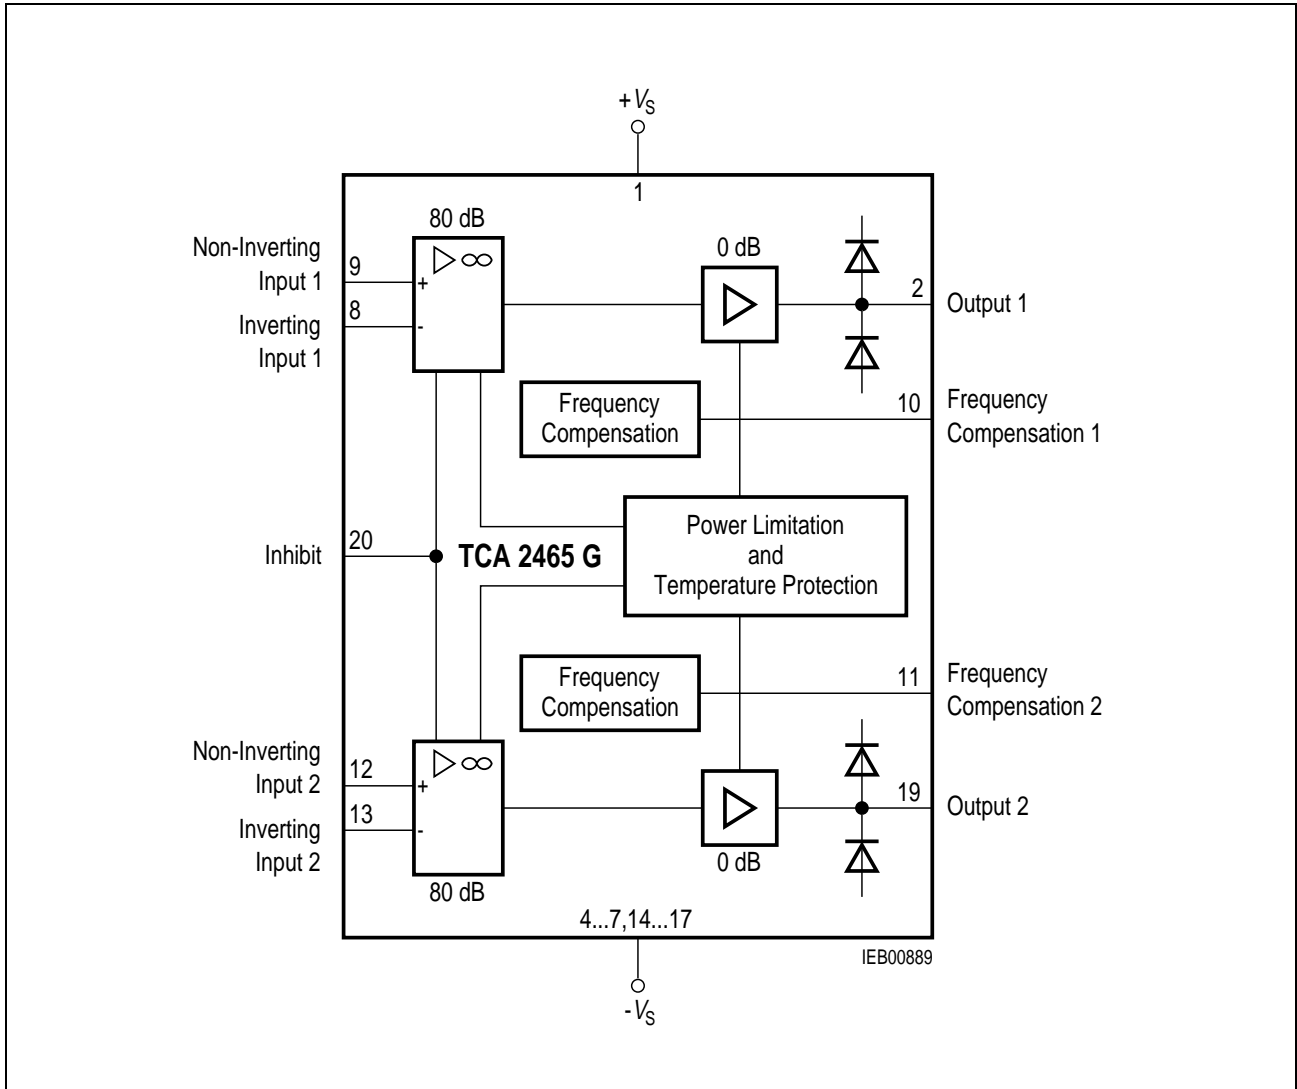 +VS
1
80 dB
0 dB
Non-Inverting
Input 1
9
+
2
Output 1
Inverting
Input 1
8
-
Frequency
Compensation
10
Frequency
Compensation 1
Inhibit
20
TCA 2465 G
Power Limitation
and
Temperature Protection
Frequency
Compensation
11
Frequency
Compensation 2
Non-Inverting
Input 2
12
+
19
Output 2
Inverting
Input 2
13
-
80 dB
0 dB
4...7,14...17
IEB00889
-VS